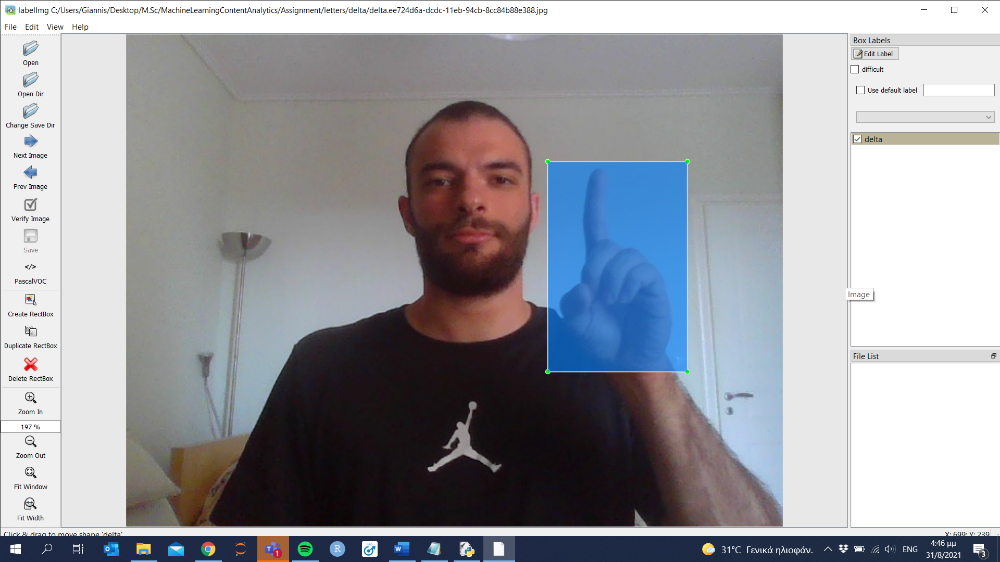 labelImg C:/Users/Giannis/Desktop/M.Sc/MachineLearningContentAnalytics/Assignment/letters/delta/delta.ee724d6a-dcdc-11eb-94cb-8cc84b88e388.jpg
File Edit View Help
Open
Open Dir
Change Save Dir
Next Image
Prev Image
Verify Image
Save
</>
PascalVOC
Create RectBox
Duplicate RectBox
Delete RectBox
Zoom In
197 %
Zoom Out
Fit Window
Fit Width
Box Labels
Edit Label
difficult
Use default label
delta
Image
File List
Click & drag to move shape 'delta'
X: 699; Y: 239
31°C Γενικά ηλιοφάν.
ENG
4:46 μμ
31/8/2021
3
1
SAS
R
W